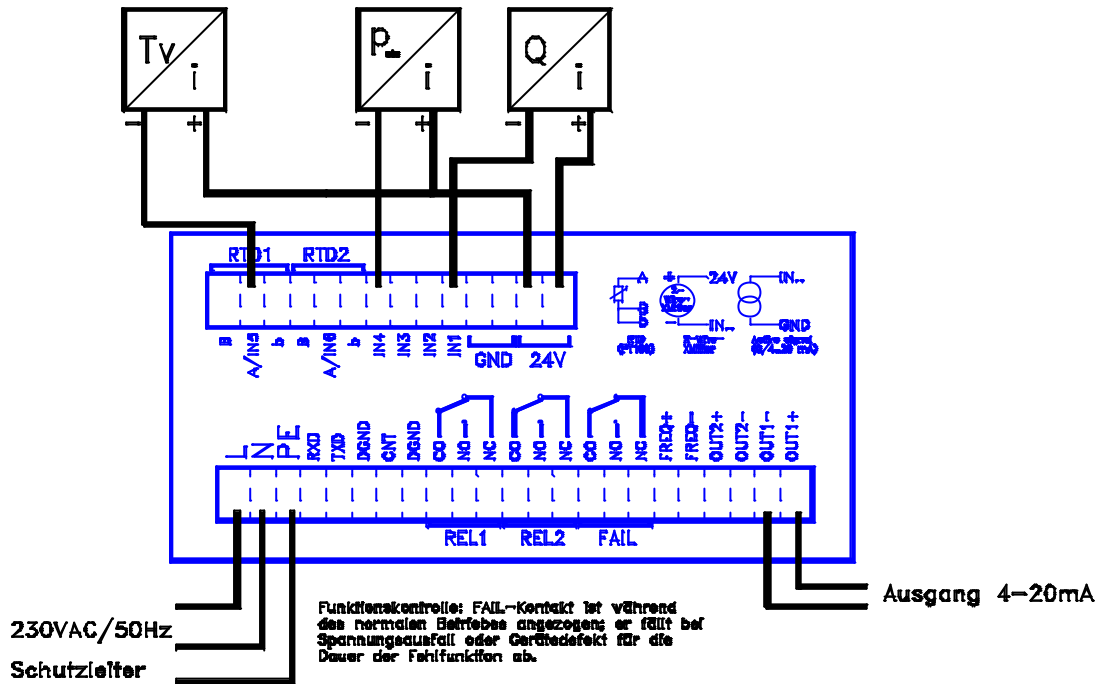 Tv i
p i
Q i
- + - + - +
RTD1 RTD2
B A/IN5 b B A/IN6 b IN4 IN3 IN2 IN1 GND 24V
A + 24V IN..
- IN.. GND
L N PE RXD TXD DGND CNT DGND CO NO NC CO NO NC CO NO NC FREQ+ FREQ- OUT2+ OUT2- OUT1- OUT1+
REL1 REL2 FAIL
Ausgang 4-20mA
230VAC/50Hz
Schutzleiter
Funktionskontrolle: FAIL-Kontakt ist während
des normalen Betriebes angezogen; er fällt bei
Spannungsausfall oder Gerätedefekt für die
Dauer der Fehlfunktion ab.